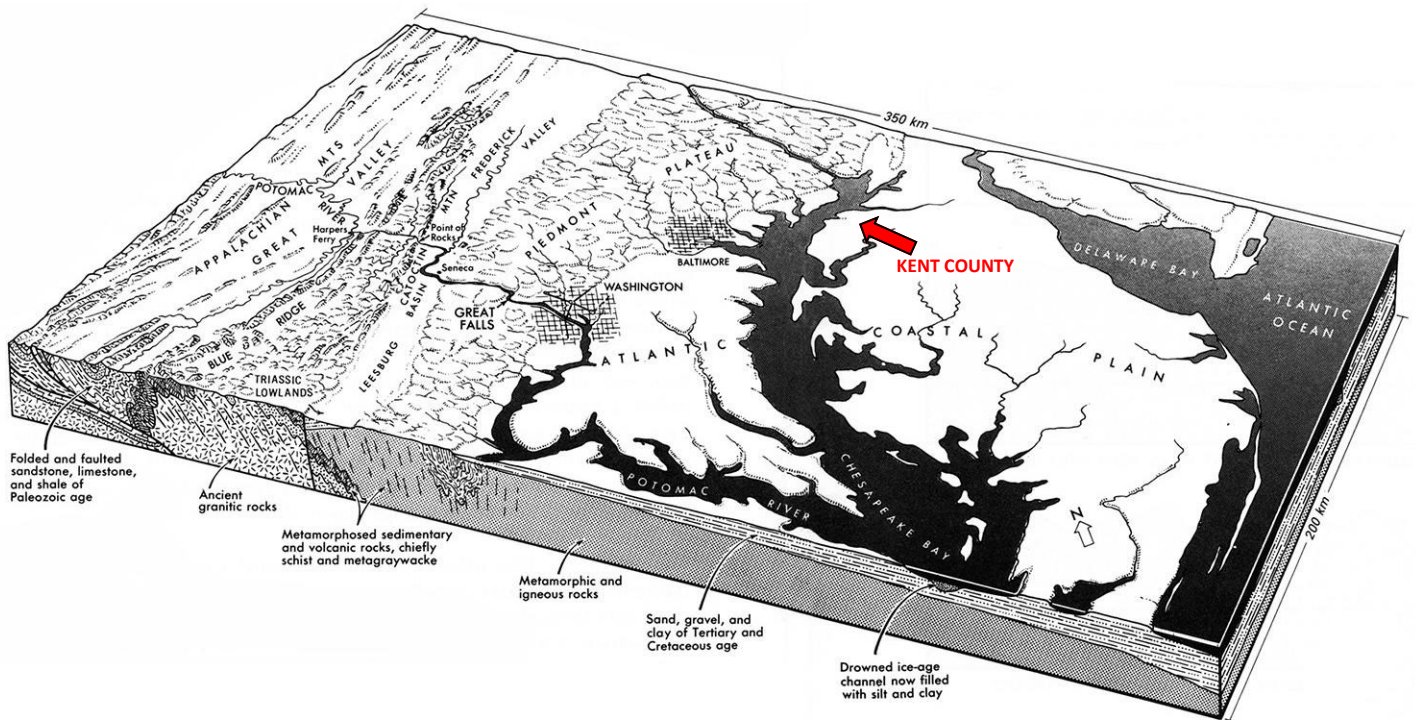 350 km
200 km
APPALACHIAN MTS
GREAT VALLEY
POTOMAC
RIVER
Harpers
Ferry
BLUE RIDGE
TRIASSIC
LOWLANDS
CATOCTIN MTN
FREDERICK VALLEY
Point of
Rocks
LEESBURG BASIN
Seneca
GREAT
FALLS
PIEDMONT PLATEAU
WASHINGTON
BALTIMORE
KENT COUNTY
ATLANTIC COASTAL PLAIN
DELAWARE BAY
ATLANTIC
OCEAN
CHESAPEAKE BAY
POTOMAC RIVER
N
Folded and faulted
sandstone, limestone,
and shale of
Paleozoic age
Ancient
granitic rocks
Metamorphosed sedimentary
and volcanic rocks, chiefly
schist and metagraywacke
Metamorphic and
igneous rocks
Sand, gravel, and
clay of Tertiary and
Cretaceous age
Drowned ice-age
channel now filled
with silt and clay